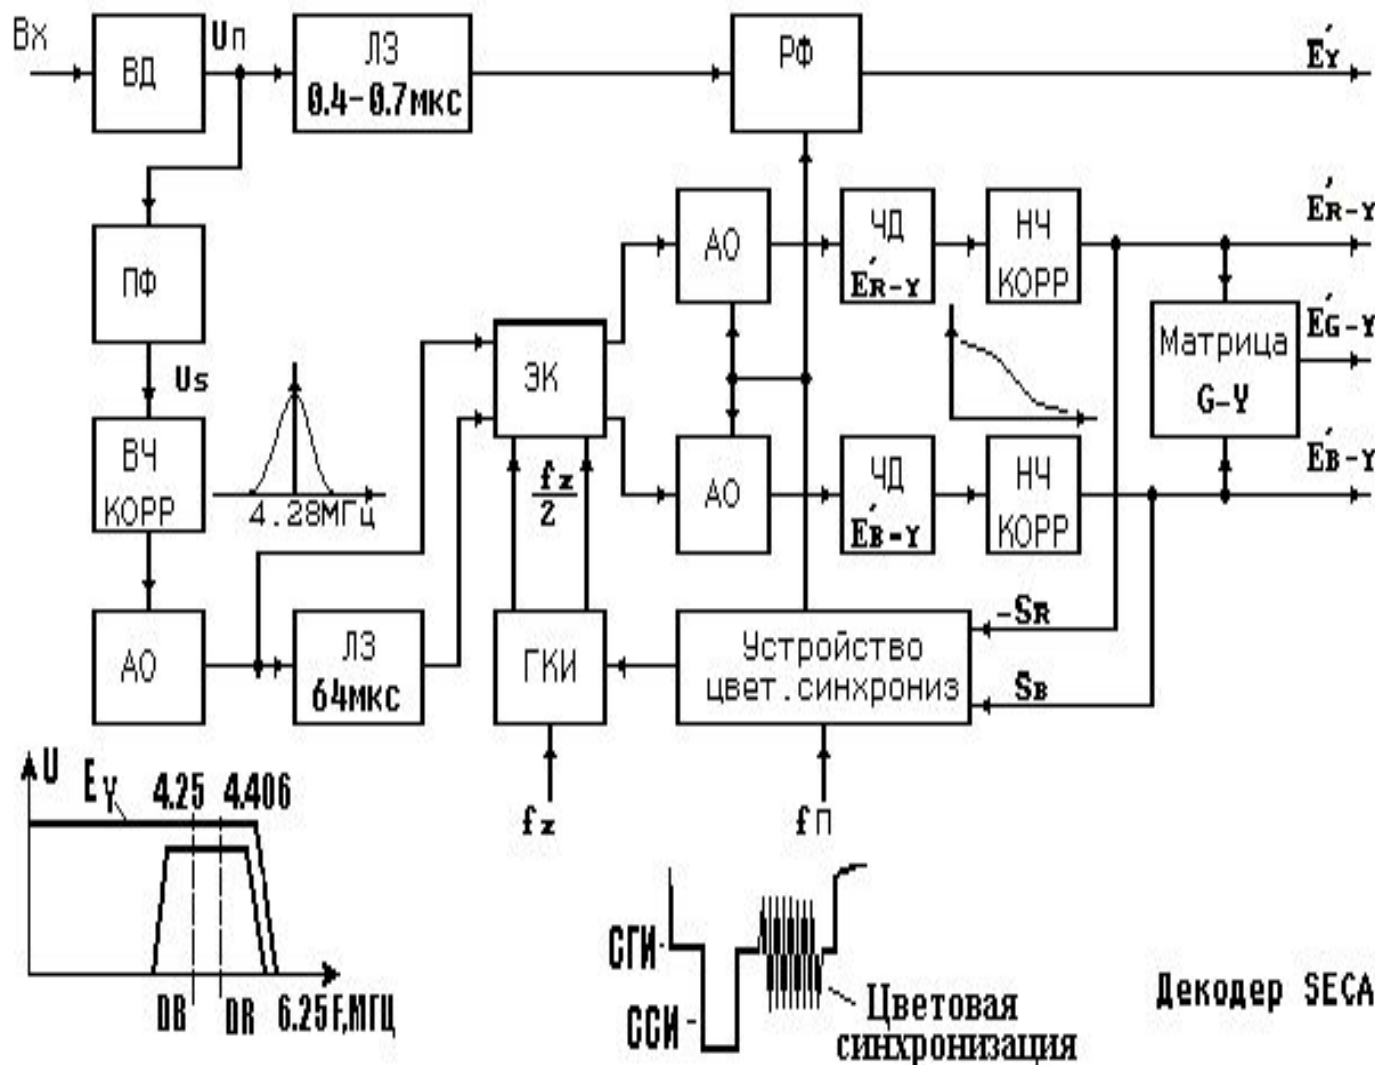 Вх
ВД
Uп
ЛЗ
0.4-0.7мкс
РФ
E'Y
ПФ
АО
ЧД
E'R-Y
НЧ
КОРР
E'R-Y
Us
ЭК
Матрица
G-Y
E'G-Y
ВЧ
КОРР
4.28МГц
fz
2
АО
ЧД
E'B-Y
НЧ
КОРР
E'B-Y
АО
ЛЗ
64мкс
ГКИ
Устройство
цвет.синхрониз
-SR
SB
fz
fП
U
EY
4.25
4.406
DB
DR
6.25
F,МГЦ
СГИ
ССИ
Цветовая
синхронизация
Декодер SECA